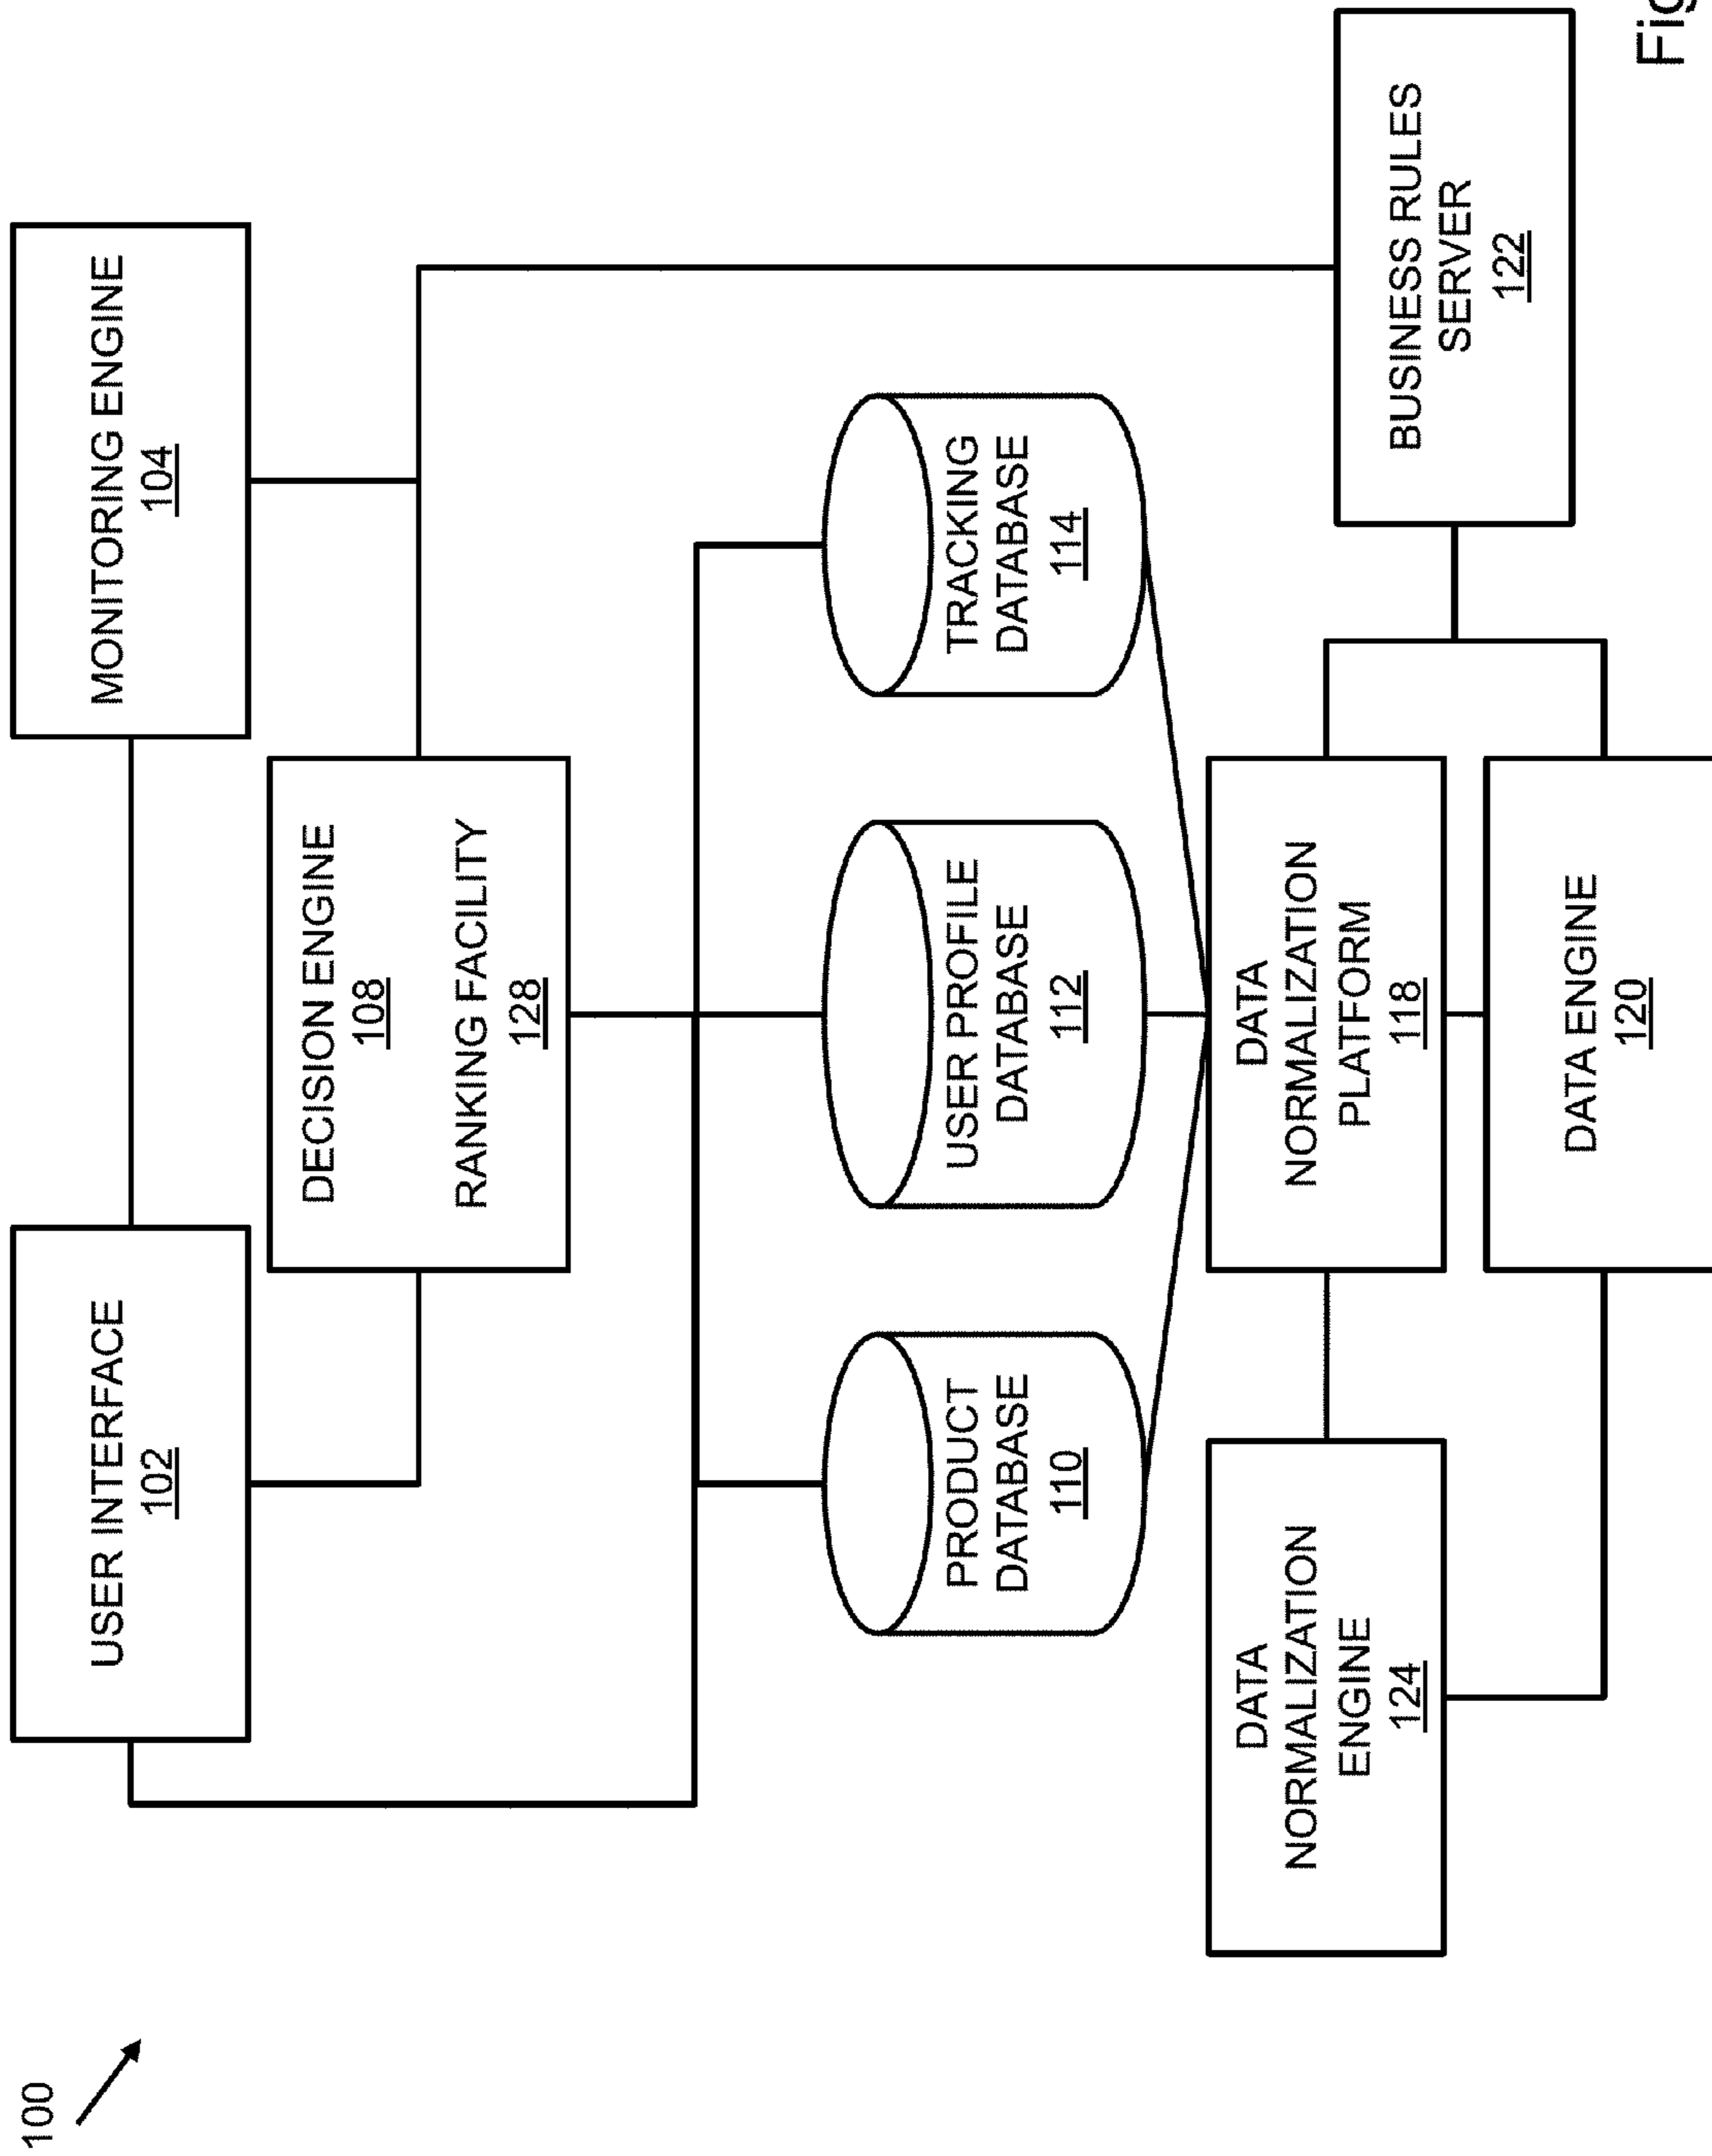 100
USER INTERFACE
102
MONITORING ENGINE
104
DECISION ENGINE
108
RANKING FACILITY
128
PRODUCT
DATABASE
110
USER PROFILE
DATABASE
112
TRACKING
DATABASE
114
DATA
NORMALIZATION
ENGINE
124
DATA
NORMALIZATION
PLATFORM
118
DATA ENGINE
120
BUSINESS RULES
SERVER
122
Fig